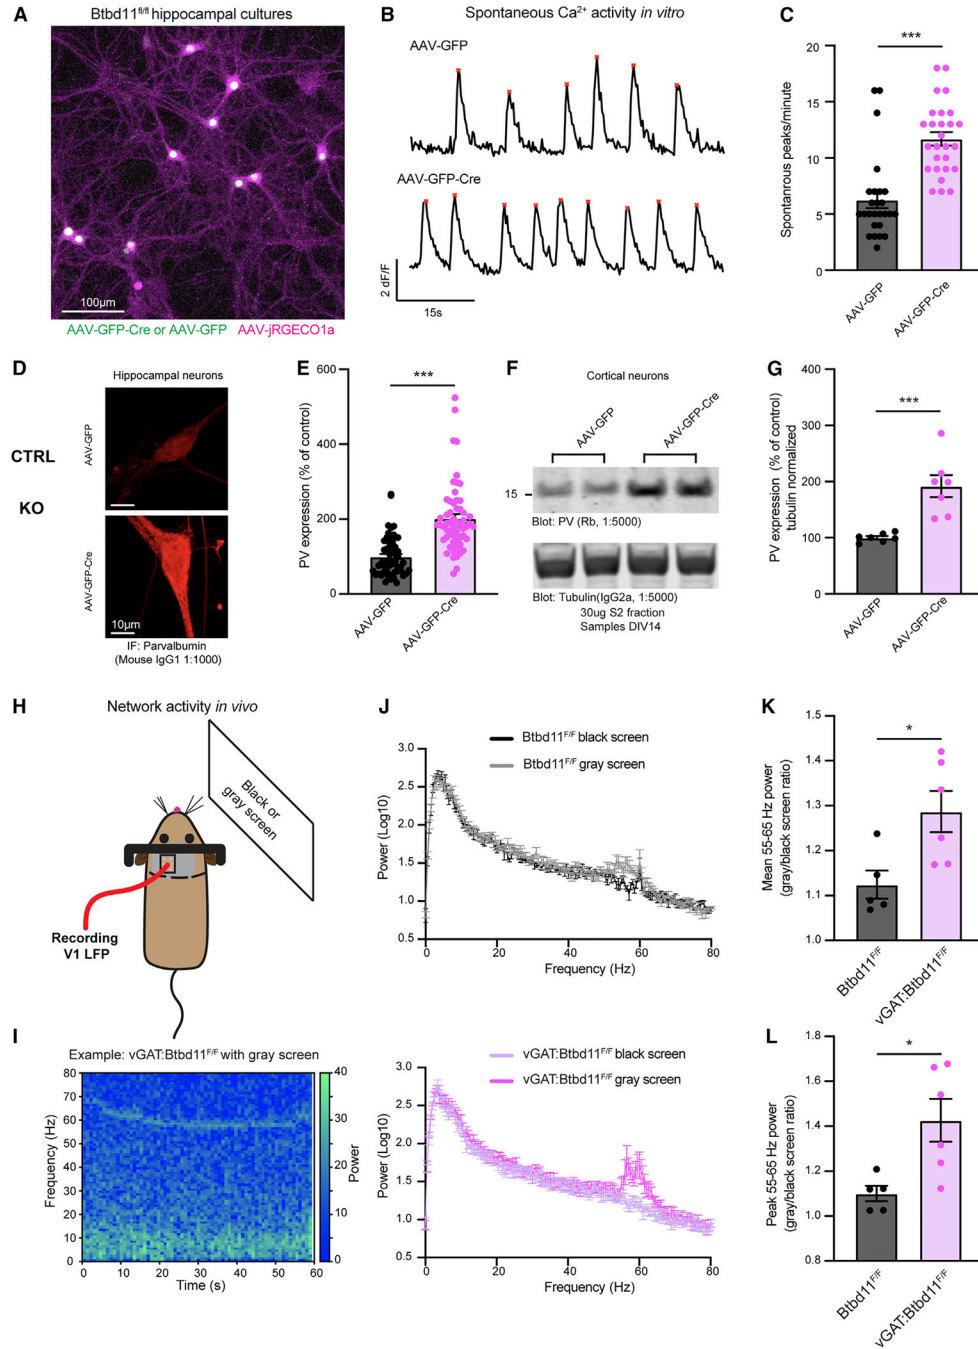 A
Btbd11fl/fl hippocampal cultures
100µm
AAV-GFP-Cre or AAV-GFP AAV-jRGECO1a
B
Spontaneous Ca2+ activity in vitro
AAV-GFP
AAV-GFP-Cre
2 dF/F
15s
C
Spontanrous peaks/minute
20
15
10
5
0
***
AAV-GFP
AAV-GFP-Cre
D
Hippocampal neurons
CTRL
AAV-GFP
KO
AAV-GFP-Cre
10µm
IF: Parvalbumin
(Mouse IgG1 1:1000)
E
PV expression (% of control)
600
400
200
0
***
AAV-GFP
AAV-GFP-Cre
F
Cortical neurons
AAV-GFP
AAV-GFP-Cre
15
Blot: PV (Rb, 1:5000)
Blot: Tubulin(IgG2a, 1:5000)
30ug S2 fraction
Samples DIV14
G
PV expression (% of control)
tubulin normalized
400
300
200
100
0
***
AAV-GFP
AAV-GFP-Cre
H
Network activity in vivo
Black or
gray screen
Recording
V1 LFP
I
Example: vGAT:Btbd11F/F with gray screen
Frequency (Hz)
80
70
60
50
40
30
20
10
0
0 10 20 30 40 50 60
Time (s)
40
30
20
10
0
Power
J
Btbd11F/F black screen
Btbd11F/F gray screen
Power (Log10)
3.0
2.5
2.0
1.5
1.0
0.5
0 20 40 60 80
Frequency (Hz)
vGAT:Btbd11F/F black screen
vGAT:Btbd11F/F gray screen
Power (Log10)
3.0
2.5
2.0
1.5
1.0
0.5
0 20 40 60 80
Frequency (Hz)
K
Mean 55-65 Hz power
(gray/black screen ratio)
1.5
1.4
1.3
1.2
1.1
1.0
*
Btbd11F/F
vGAT:Btbd11F/F
L
Peak 55-65 Hz power
(gray/black screen ratio)
1.8
1.6
1.4
1.2
1.0
0.8
*
Btbd11F/F
vGAT:Btbd11F/F